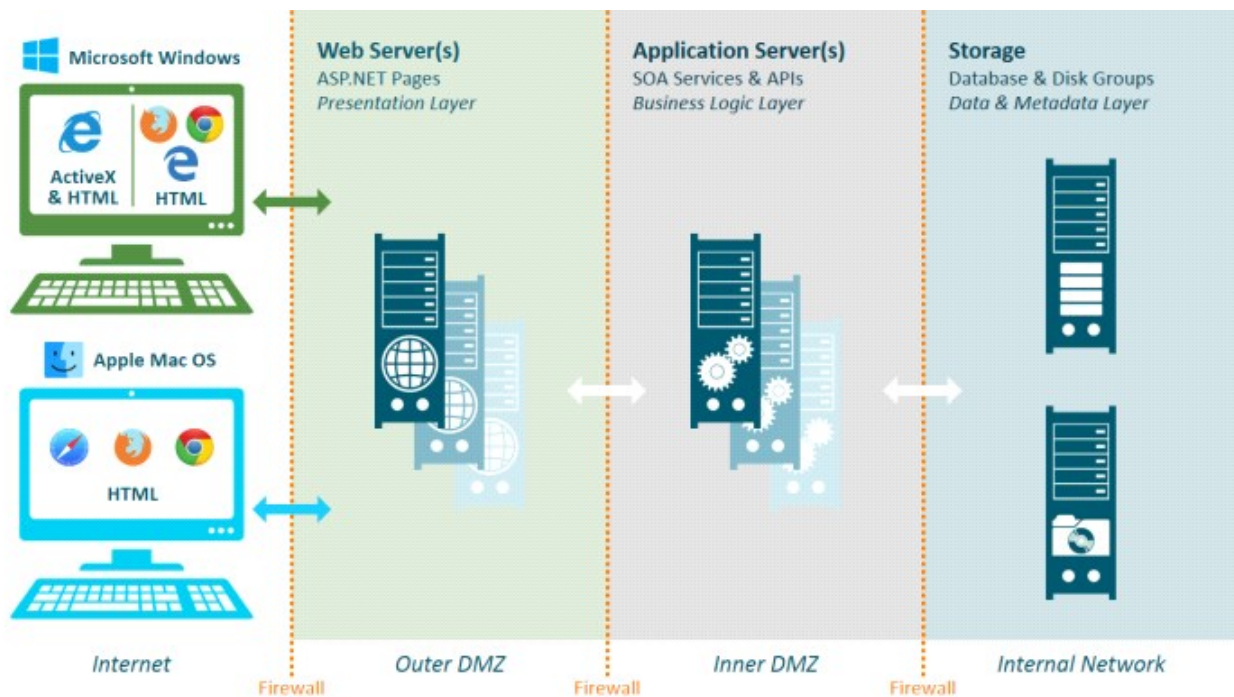 Microsoft Windows
ActiveX
& HTML
HTML
Apple Mac OS
HTML
Internet
Web Server(s)
ASP.NET Pages
Presentation Layer
Outer DMZ
Application Server(s)
SOA Services & APIs
Business Logic Layer
Inner DMZ
Storage
Database & Disk Groups
Data & Metadata Layer
Internal Network
Firewall
Firewall
Firewall